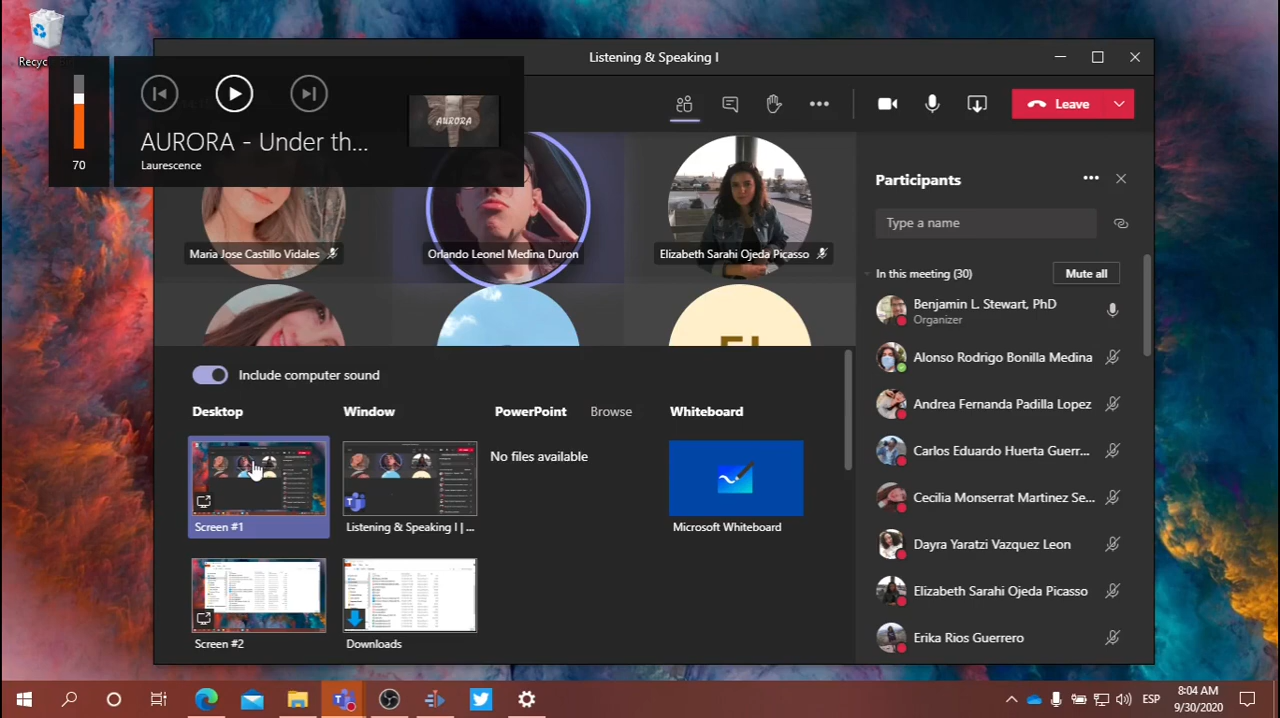 Recyc
Listening & Speaking I
70
AURORA - Under th...
Laurescence
AURORA
Leave
Maria Jose Castillo Vidales
Orlando Leonel Medina Duron
Elizabeth Sarahi Ojeda Picasso
Participants
Type a name
In this meeting (30)
Mute all
Benjamin L. Stewart, PhD
Organizer
Alonso Rodrigo Bonilla Medina
Andrea Fernanda Padilla Lopez
Carlos Eduardo Huerta Guerr...
Cecilia Monserrat Martinez Se...
Dayra Yaratzi Vazquez Leon
Elizabeth Sarahi Ojeda Picasso
Erika Rios Guerrero
Include computer sound
Desktop
Window
PowerPoint
Browse
Whiteboard
No files available
Screen #1
Listening & Speaking I | ...
Microsoft Whiteboard
Screen #2
Downloads
ESP
8:04 AM
9/30/2020